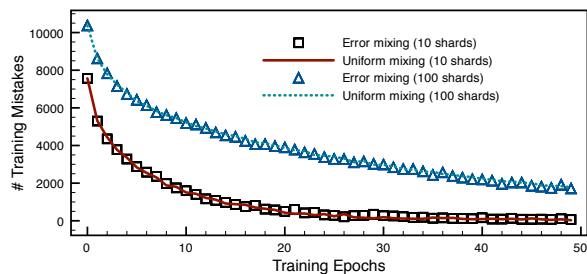 10000
8000
6000
4000
2000
0
# Training Mistakes
Error mixing (10 shards)
Uniform mixing (10 shards)
Error mixing (100 shards)
Uniform mixing (100 shards)
0 10 20 30 40 50
Training Epochs